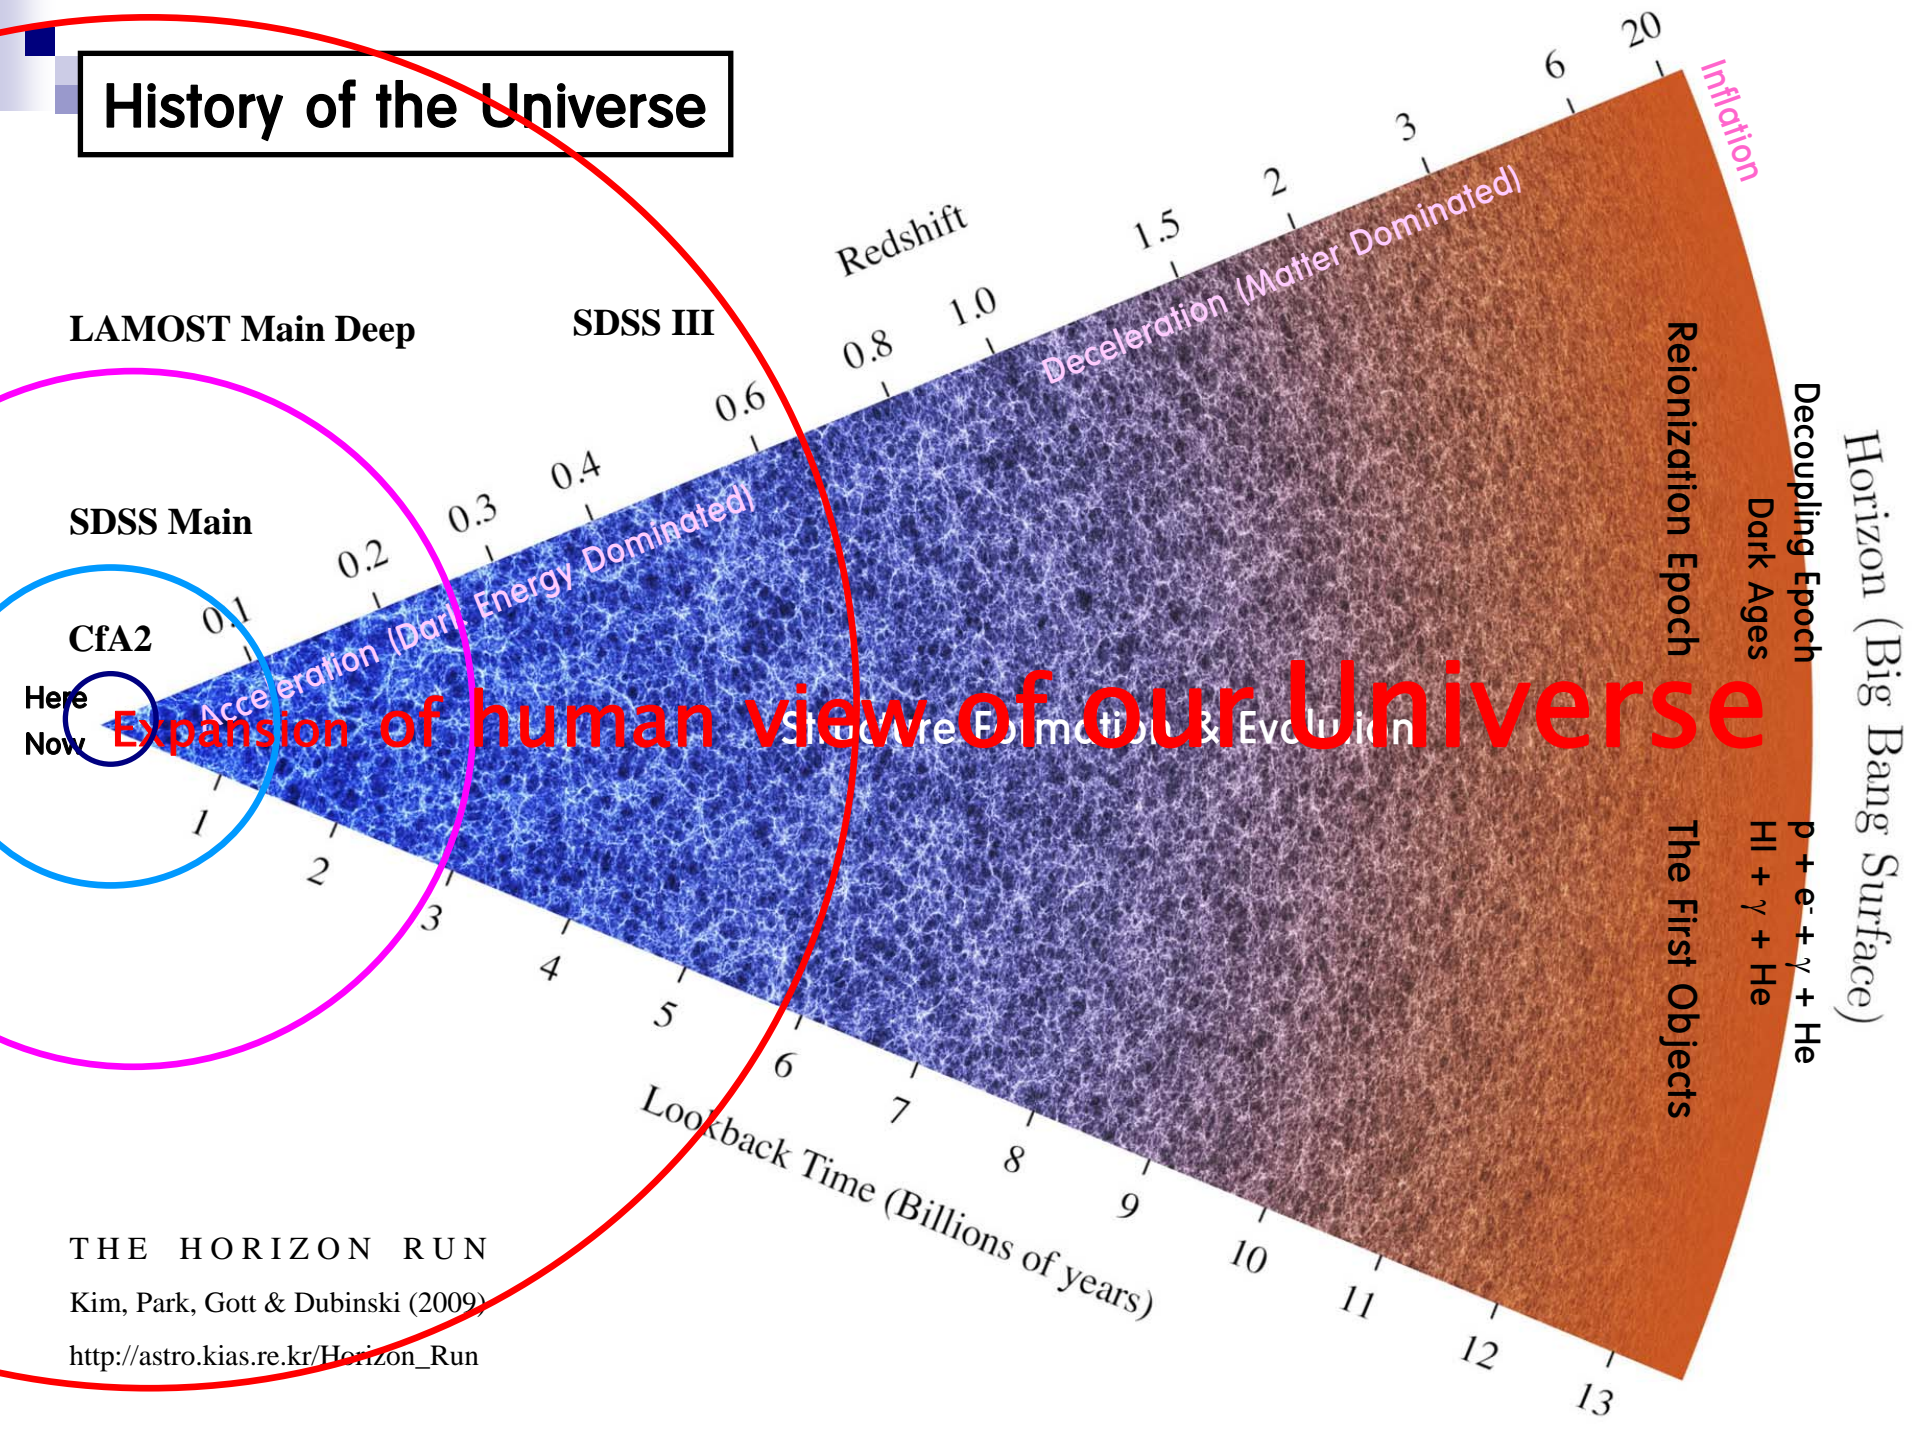 History of the Universe
LAMOST Main Deep
SDSS III
SDSS Main
CfA2
Here
Now
Redshift
0.1
0.2
0.3
0.4
0.6
0.8
1.0
1.5
2
3
6
20
Inflation
Acceleration (Dark Energy Dominated)
Deceleration (Matter Dominated)
Expansion of human view of our Universe
Structure Formation & Evolution
Reionization Epoch
The First Objects
Dark Ages
HI + γ + He
Decoupling Epoch
p + e- + γ + He
Horizon (Big Bang Surface)
1
2
3
4
5
6
7
8
9
10
11
12
13
Lookback Time (Billions of years)
THE HORIZON RUN
Kim, Park, Gott & Dubinski (2009)
http://astro.kias.re.kr/Horizon_Run